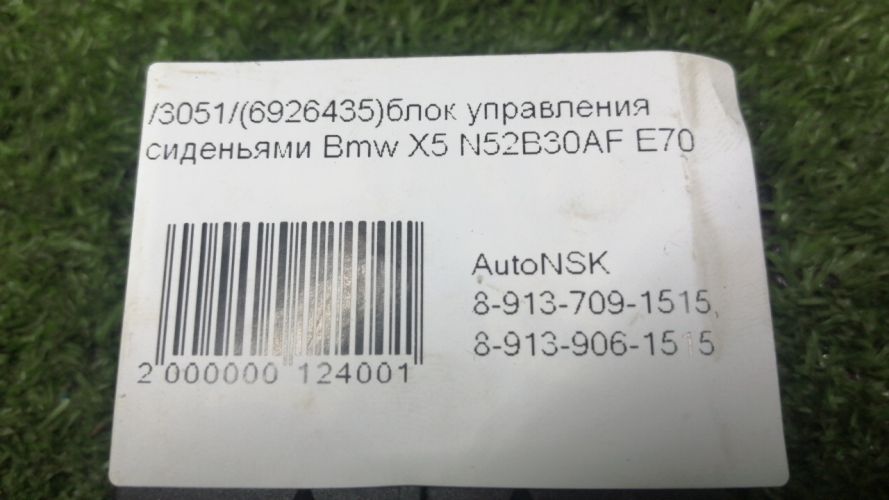 /3051/(6926435)блок управления
сиденьями Bmw X5 N52B30AF E70
AutoNSK
8-913-709-1515,
8-913-906-1515
2 000000 124001